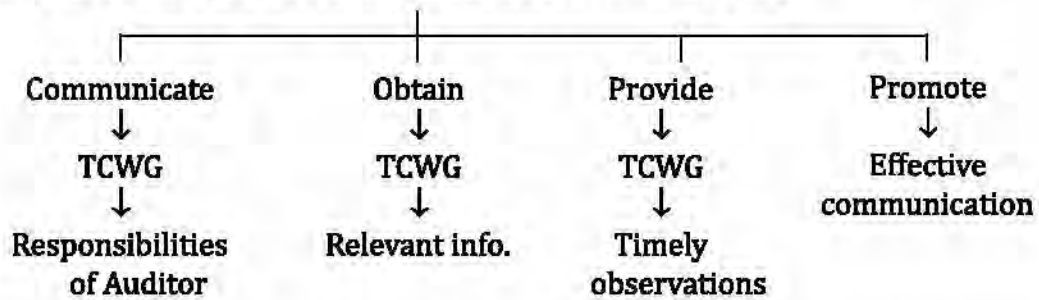 Communicate
↓
TCWG
↓
Responsibilities
of Auditor
Obtain
↓
TCWG
↓
Relevant info.
Provide
↓
TCWG
↓
Timely
observations
Promote
↓
Effective
communication